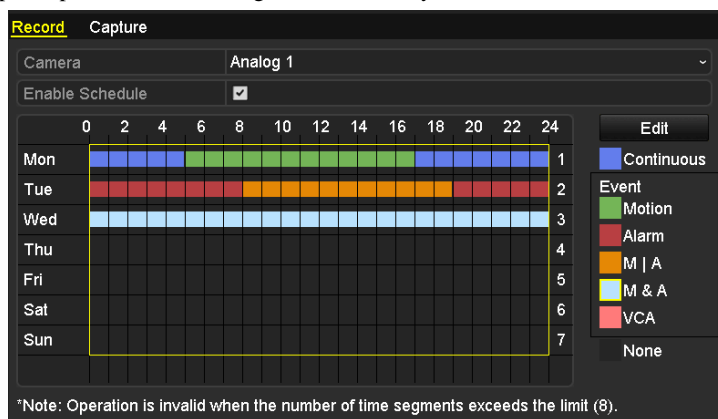 Record Capture
Camera Analog 1
Enable Schedule
0 2 4 6 8 10 12 14 16 18 20 22 24 Edit
Mon 1 Continuous
Tue 2 Event
Wed 3 Motion
Thu 4 Alarm
Fri 5 M | A
Sat 6 M & A
Sun 7 VCA
None
*Note: Operation is invalid when the number of time segments exceeds the limit (8).